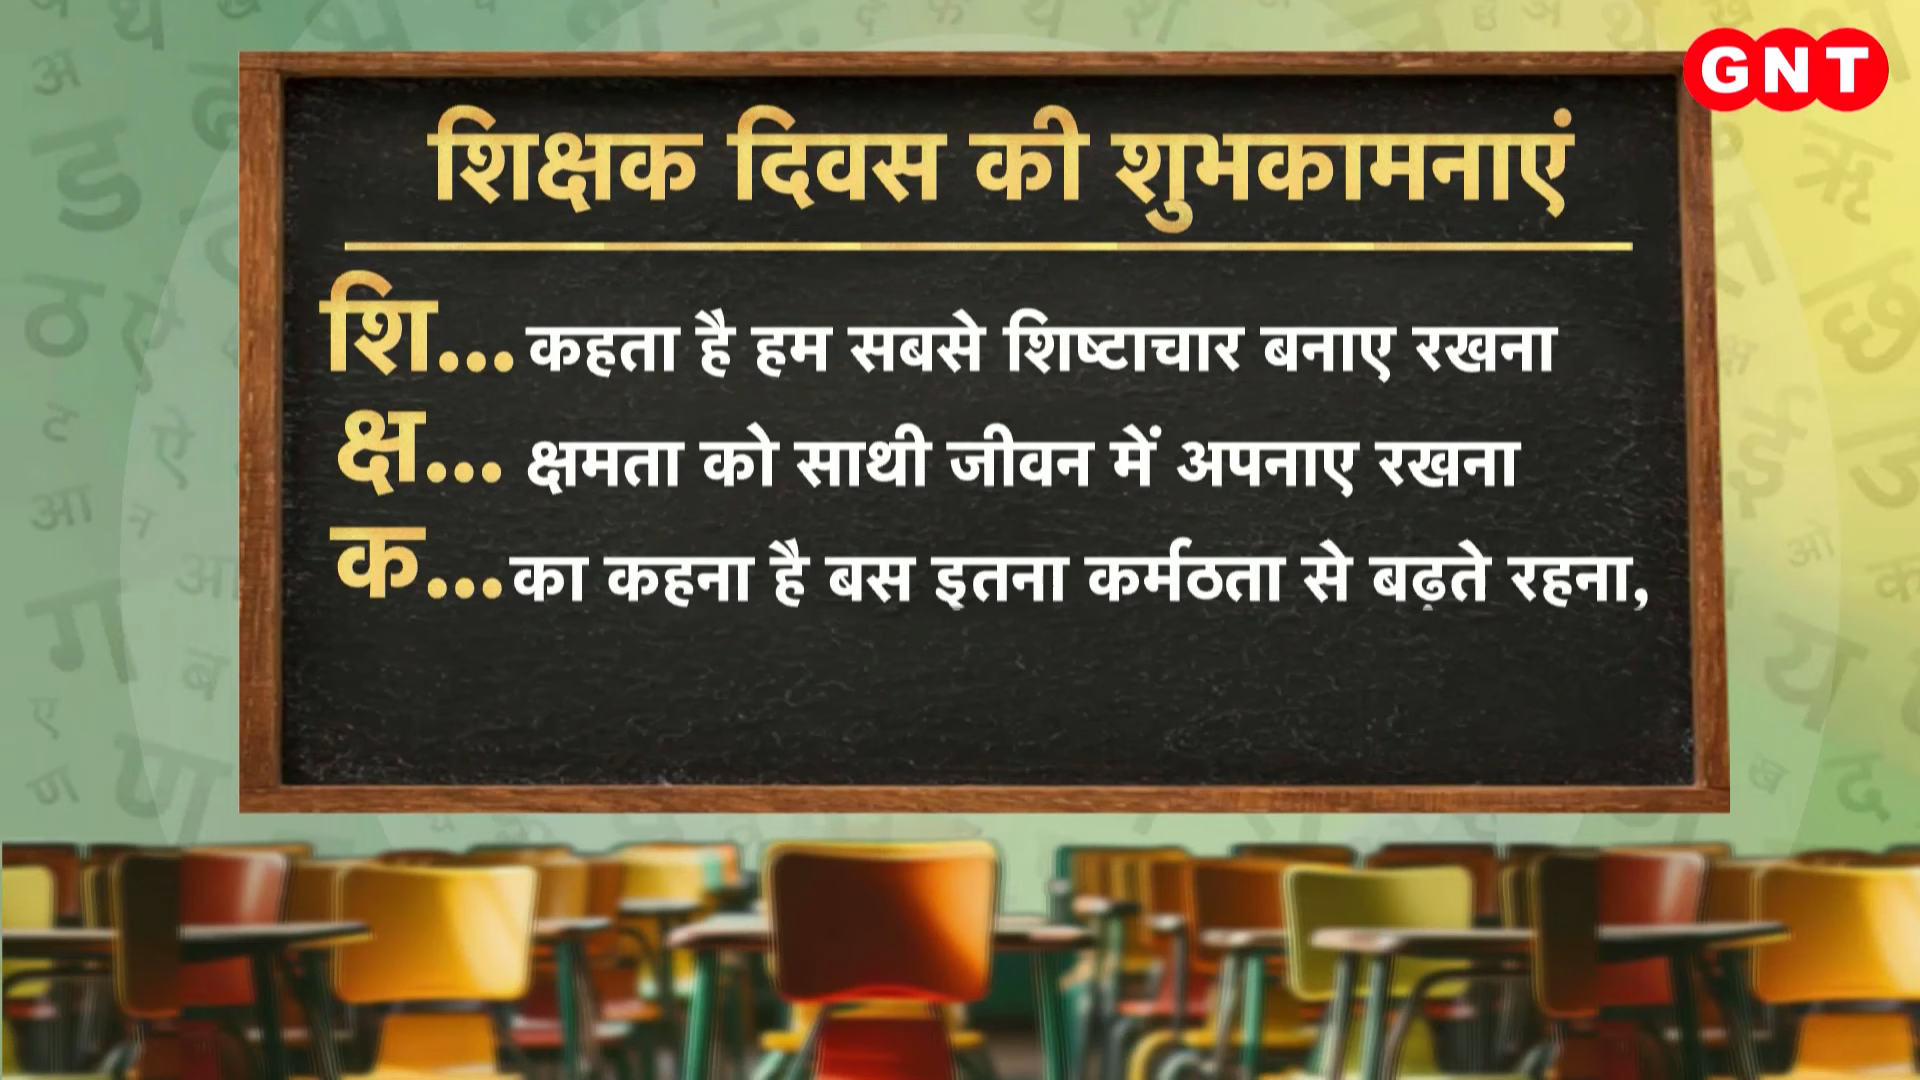 GNT
शिक्षक दिवस की शुभकामनाएं
शि... कहता है हम सबसे शिष्टाचार बनाए रखना
क्ष... क्षमता को साथी जीवन में अपनाए रखना
क... का कहना है बस इतना कर्मठता से बढ़ते रहना,